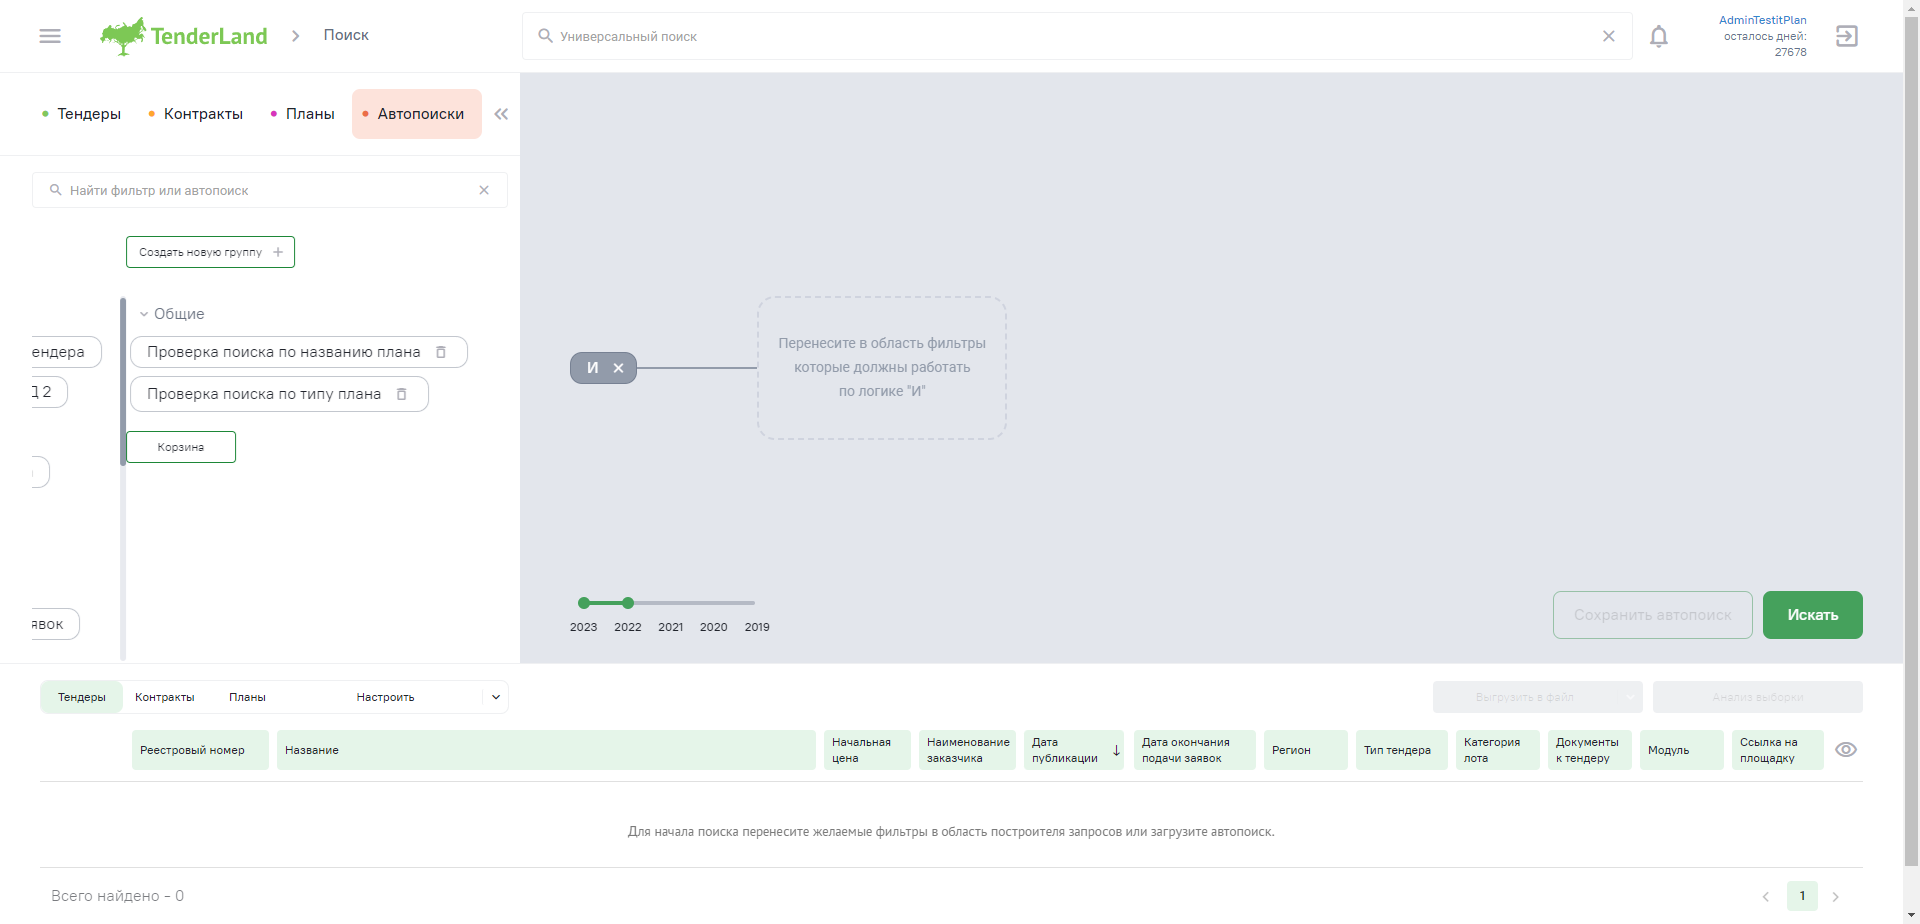 TenderLand
Поиск
Универсальный поиск
AdminTestitPlan
осталось дней:
27678
Тендеры
Контракты
Планы
Автопоиски
Найти фильтр или автопоиск
Создать новую группу
Общие
ендера
Проверка поиска по названию плана
Д 2
Проверка поиска по типу плана
Корзина
явок
И
Перенесите в область фильтры
которые должны работать
по логике "И"
2023 2022 2021 2020 2019
Сохранить автопоиск
Искать
Тендеры
Контракты
Планы
Настроить
Выгрузить в файл
Анализ выборки
Реестровый номер
Название
Начальная
цена
Наименование
заказчика
Дата
публикации
Дата окончания
подачи заявок
Регион
Тип тендера
Категория
лота
Документы
к тендеру
Модуль
Ссылка на
площадку
Для начала поиска перенесите желаемые фильтры в область построителя запросов или загрузите автопоиск.
Всего найдено - 0
1